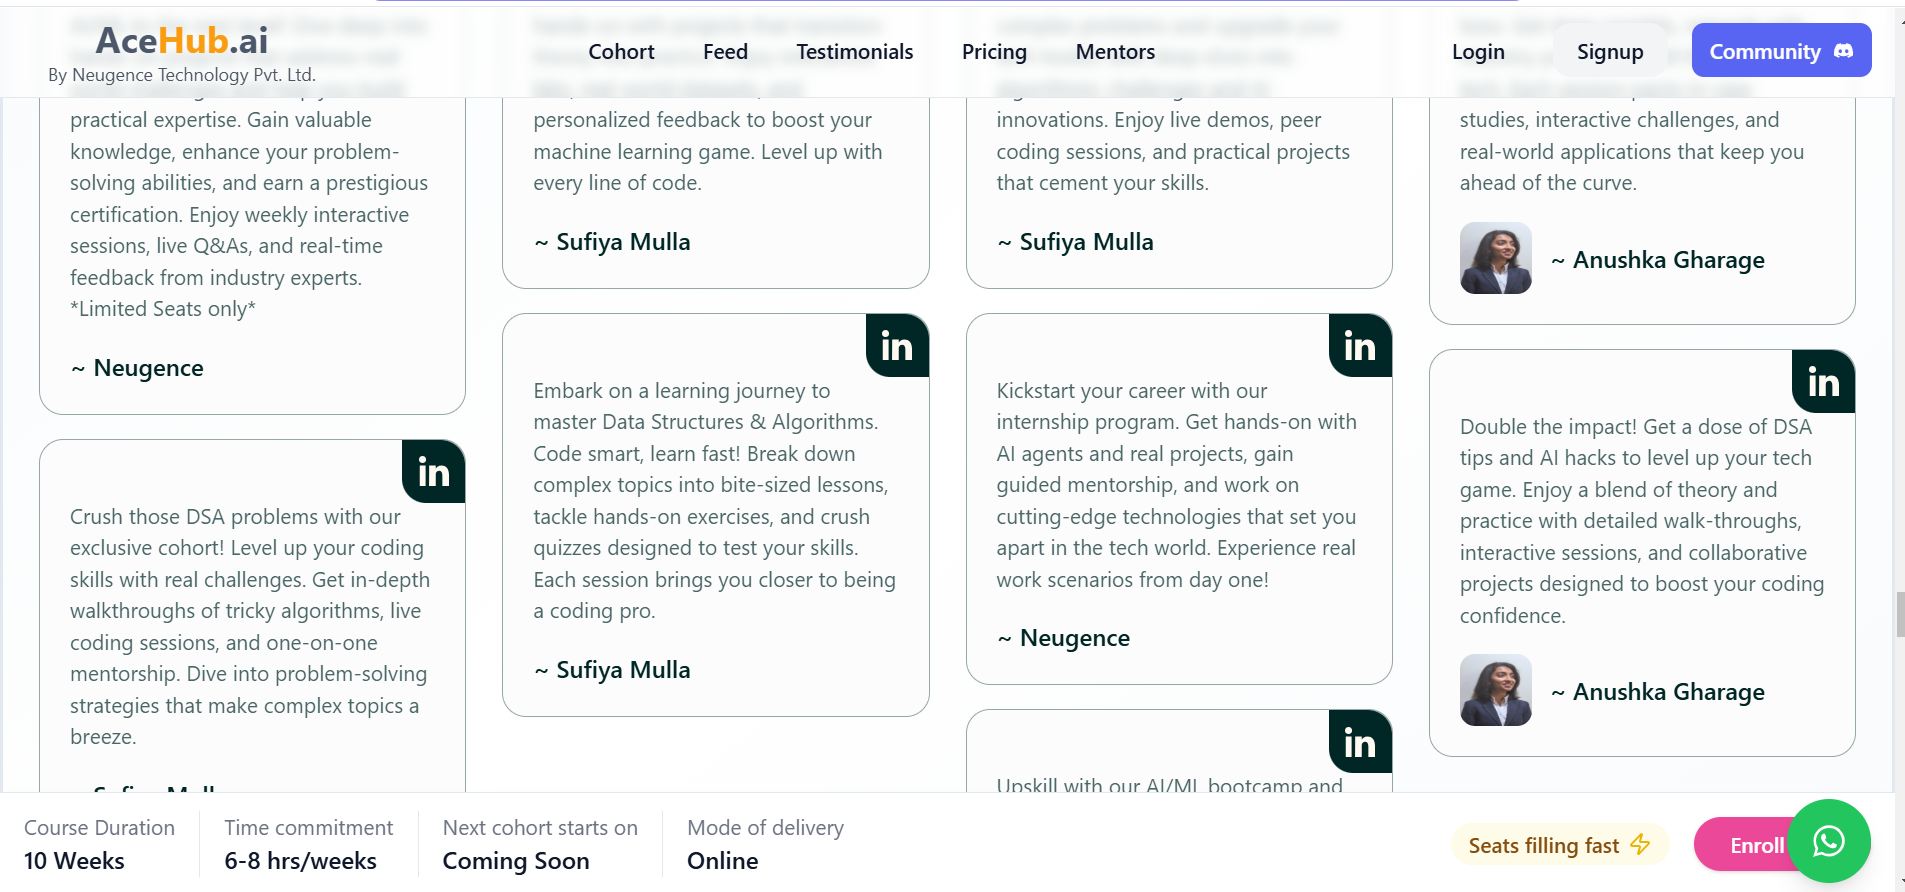 AceHub.ai
By Neugence Technology Pvt. Ltd.
Cohort
Feed
Testimonials
Pricing
Mentors
Login
Signup
Community
practical expertise. Gain valuable
knowledge, enhance your problem-
solving abilities, and earn a prestigious
certification. Enjoy weekly interactive
sessions, live Q&As, and real-time
feedback from industry experts.
*Limited Seats only*
~ Neugence
in
Crush those DSA problems with our
exclusive cohort! Level up your coding
skills with real challenges. Get in-depth
walkthroughs of tricky algorithms, live
coding sessions, and one-on-one
mentorship. Dive into problem-solving
strategies that make complex topics a
breeze.
personalized feedback to boost your
machine learning game. Level up with
every line of code.
~ Sufiya Mulla
in
Embark on a learning journey to
master Data Structures & Algorithms.
Code smart, learn fast! Break down
complex topics into bite-sized lessons,
tackle hands-on exercises, and crush
quizzes designed to test your skills.
Each session brings you closer to being
a coding pro.
~ Sufiya Mulla
innovations. Enjoy live demos, peer
coding sessions, and practical projects
that cement your skills.
~ Sufiya Mulla
in
Kickstart your career with our
internship program. Get hands-on with
AI agents and real projects, gain
guided mentorship, and work on
cutting-edge technologies that set you
apart in the tech world. Experience real
work scenarios from day one!
~ Neugence
in
Upskill with our AI/ML bootcamp and
studies, interactive challenges, and
real-world applications that keep you
ahead of the curve.
~ Anushka Gharage
in
Double the impact! Get a dose of DSA
tips and AI hacks to level up your tech
game. Enjoy a blend of theory and
practice with detailed walk-throughs,
interactive sessions, and collaborative
projects designed to boost your coding
confidence.
~ Anushka Gharage
Course Duration
10 Weeks
Time commitment
6-8 hrs/weeks
Next cohort starts on
Coming Soon
Mode of delivery
Online
Seats filling fast
Enroll